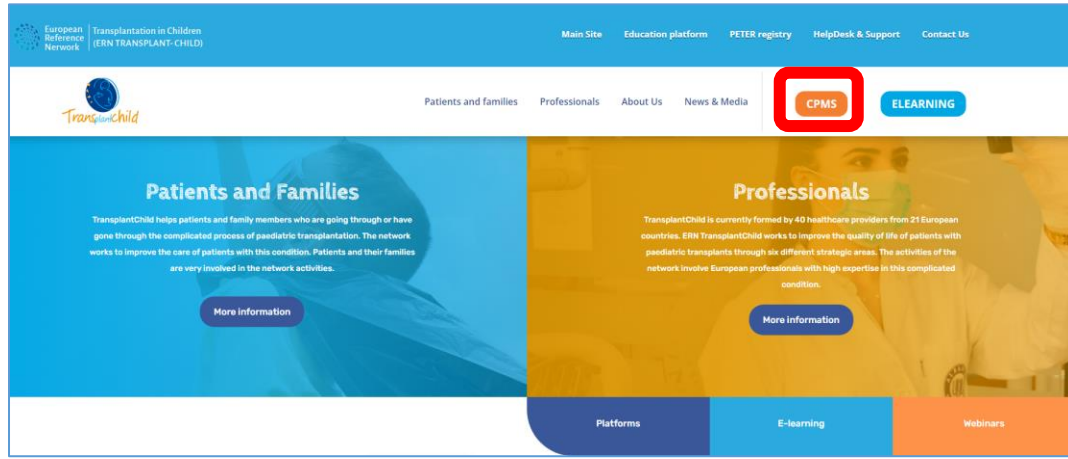 European
Reference
Nerwork
Transplantation in Children
(ERN TRANSPLANT- CHILD)
Main Site Education platform PETER registry HelpDesk & Support Contact Us
TransplantChild
Patients and families Professionals About Us News & Media CPMS ELEARNING
Patients and Families
TransplantChild helps patients and family members who are going through or have
gone through the complicated process of paediatric transplantation. The network
works to improve the care of patients with this condition. Patients and their families
are very involved in the network activities.
More information
Professionals
TransplantChild is currently formed by 40 healthcare providers from 21 European
countries. ERN TransplantChild works to improve the quality of life of patients with
paediatric transplants through six different strategic areas. The activities of the
network involve European professionals with high expertise in this complicated
condition.
More information
Platforms E-learning Webinars